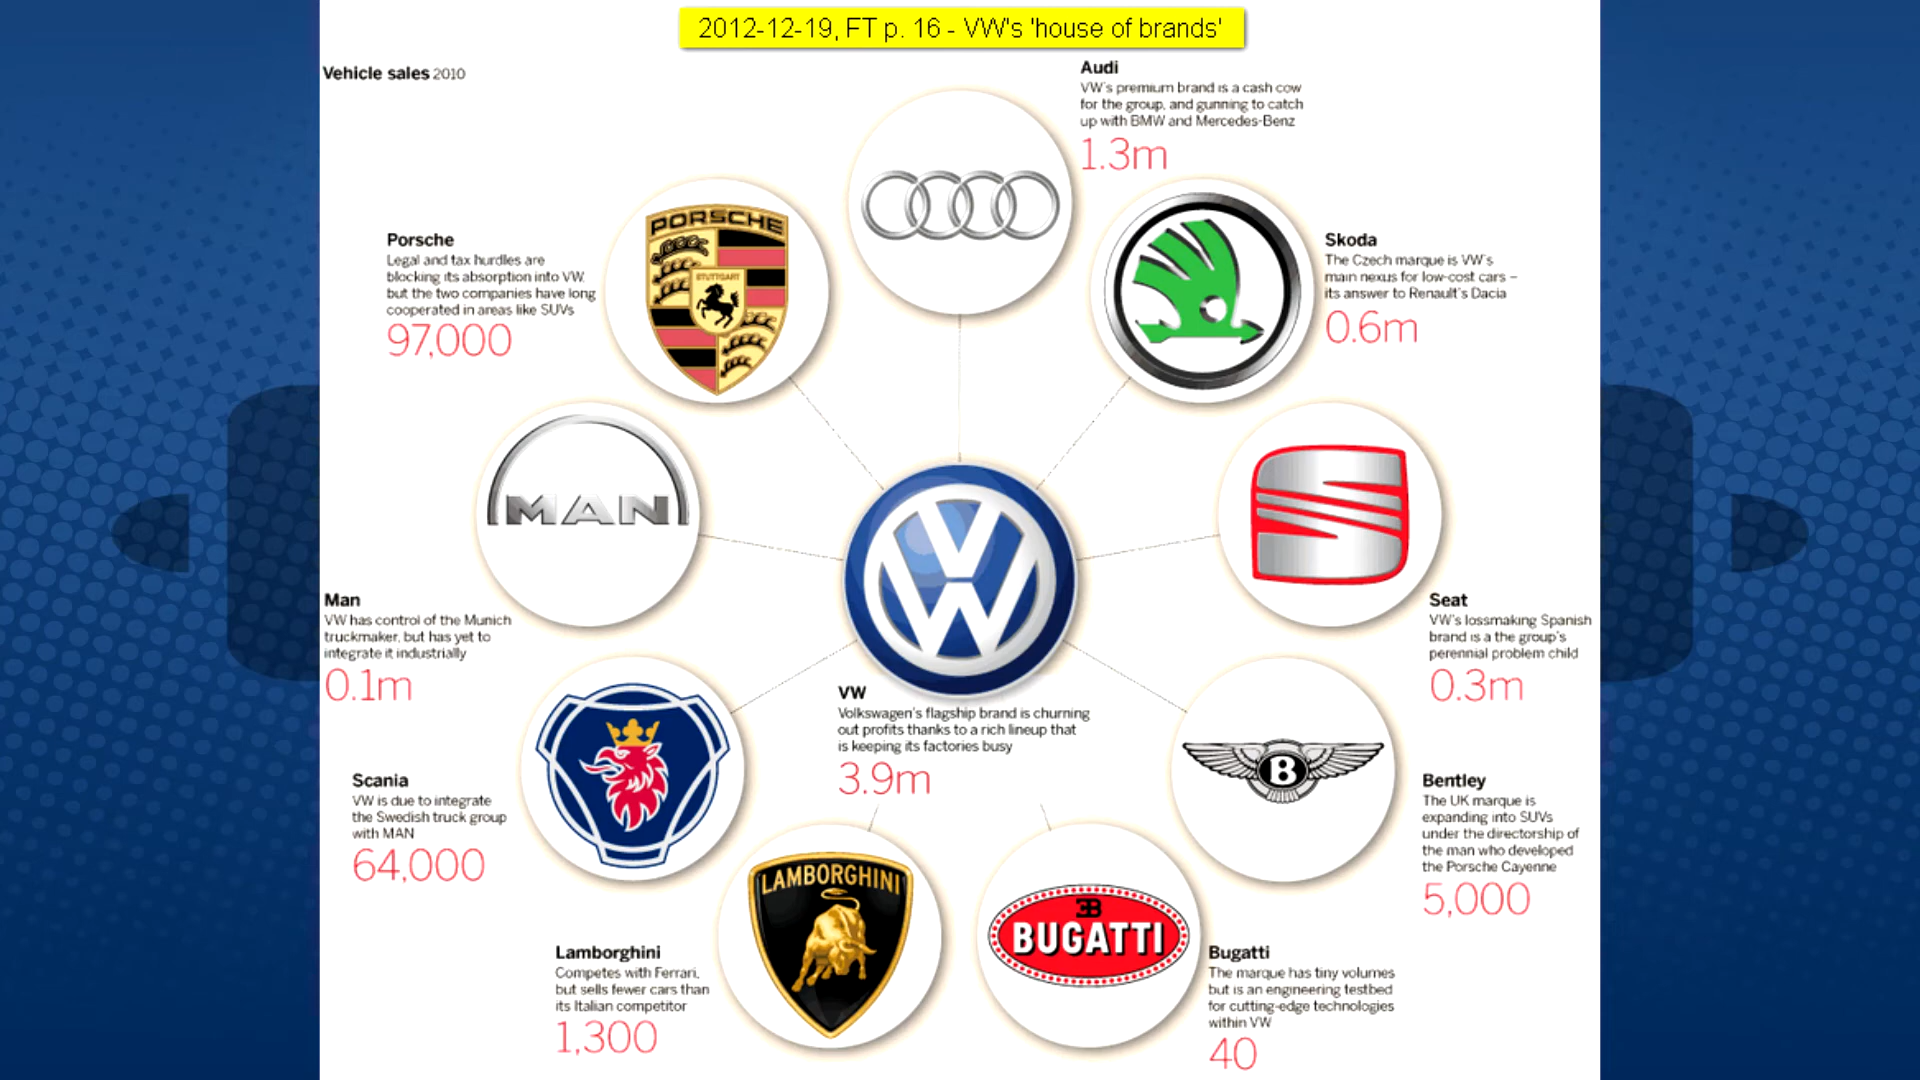 2012-12-19, FT p. 16 - VW's 'house of brands'
Vehicle sales 2010
Audi
VW's premium brand is a cash cow
for the group, and gunning to catch
up with BMW and Mercedes-Benz
1.3m
PORSCHE
STUTTGART
Porsche
Legal and tax hurdles are
blocking its absorption into VW,
but the two companies have long
cooperated in areas like SUVs
97,000
Skoda
The Czech marque is VW's
main nexus for low-cost cars –
its answer to Renault's Dacia
0.6m
MAN
Man
VW has control of the Munich
truckmaker, but has yet to
integrate it industrially
0.1m
S
Seat
VW's lossmaking Spanish
brand is a the group's
perennial problem child
0.3m
VW
VW
Volkswagen's flagship brand is churning
out profits thanks to a rich lineup that
is keeping its factories busy
3.9m
Scania
VW is due to integrate
the Swedish truck group
with MAN
64,000
B
Bentley
The UK marque is
expanding into SUVs
under the directorship of
the man who developed
the Porsche Cayenne
5,000
LAMBORGHINI
Lamborghini
Competes with Ferrari,
but sells fewer cars than
its Italian competitor
1,300
EB
BUGATTI
Bugatti
The marque has tiny volumes
but is an engineering testbed
for cutting-edge technologies
within VW
40